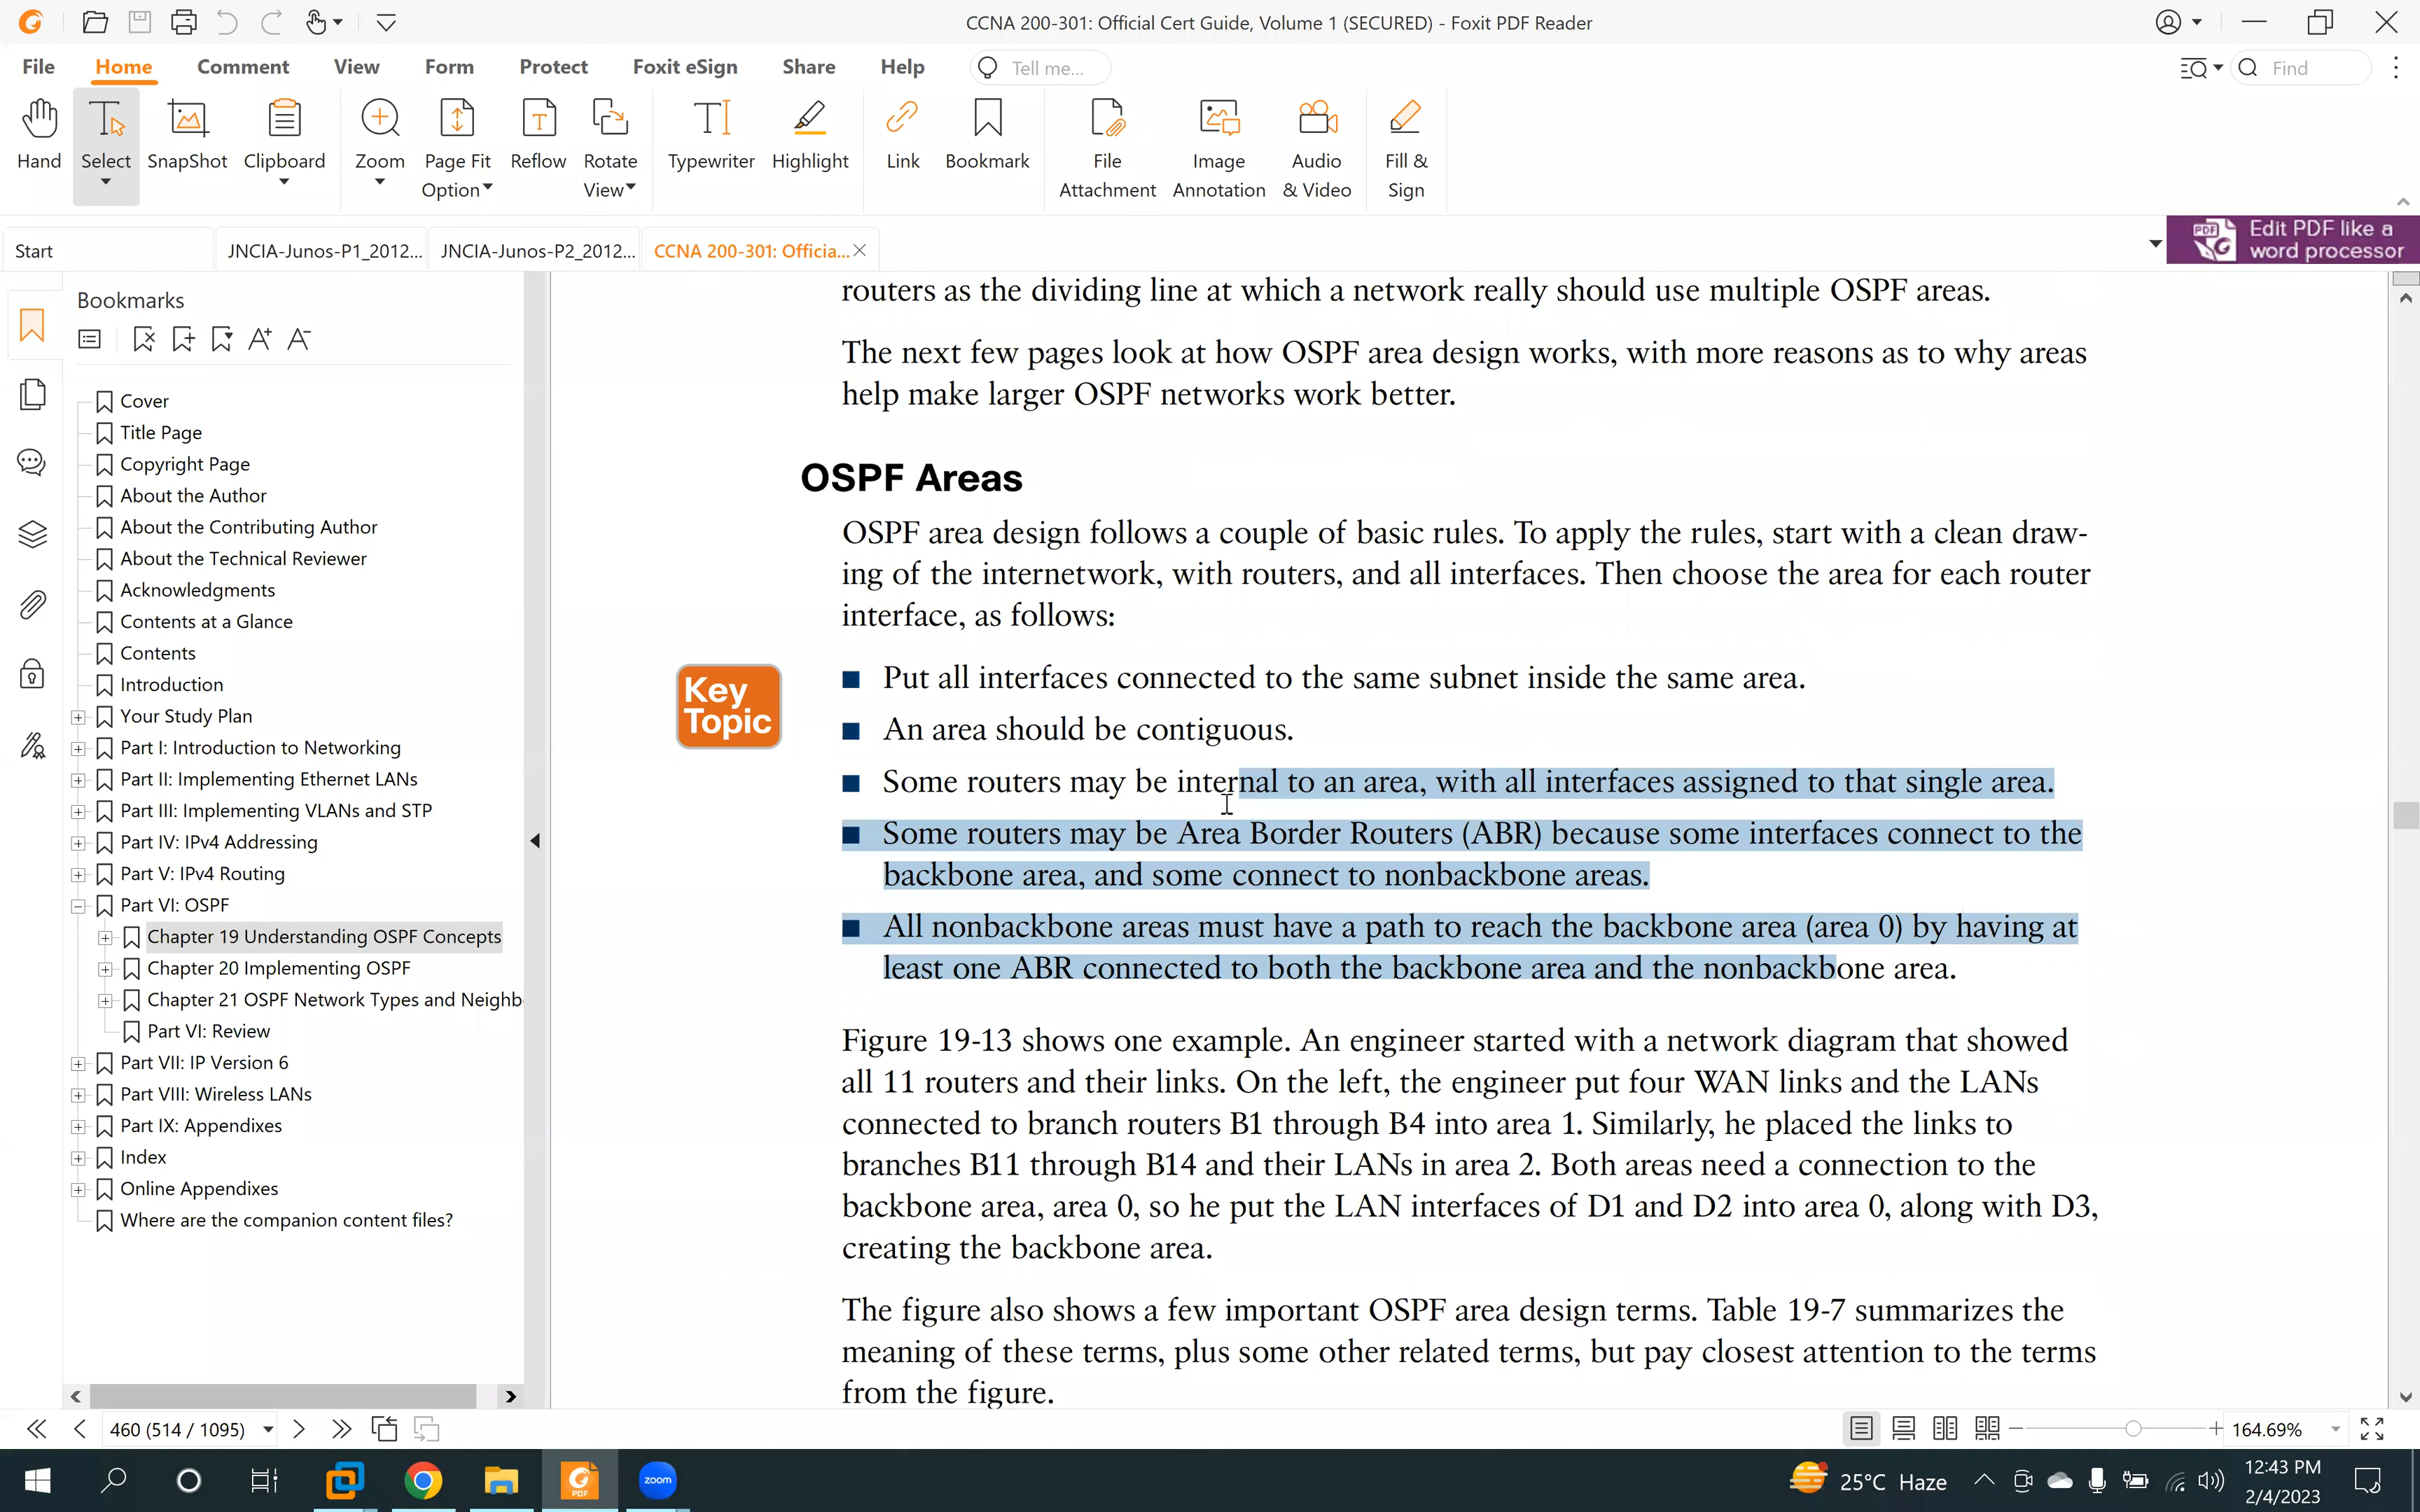 CCNA 200-301: Official Cert Guide, Volume 1 (SECURED) - Foxit PDF Reader
File Home Comment View Form Protect Foxit eSign Share Help Tell me... Find
Hand Select SnapShot Clipboard Zoom Page Fit Option Reflow Rotate View Typewriter Highlight Link Bookmark File Attachment Image Annotation Audio & Video Fill & Sign
Start JNCIA-Junos-P1_2012... JNCIA-Junos-P2_2012... CCNA 200-301: Officia...
Edit PDF like a
word processor
Bookmarks
Cover
Title Page
Copyright Page
About the Author
About the Contributing Author
About the Technical Reviewer
Acknowledgments
Contents at a Glance
Contents
Introduction
Your Study Plan
Part I: Introduction to Networking
Part II: Implementing Ethernet LANs
Part III: Implementing VLANs and STP
Part IV: IPv4 Addressing
Part V: IPv4 Routing
Part VI: OSPF
Chapter 19 Understanding OSPF Concepts
Chapter 20 Implementing OSPF
Chapter 21 OSPF Network Types and Neighb
Part VI: Review
Part VII: IP Version 6
Part VIII: Wireless LANs
Part IX: Appendixes
Index
Online Appendixes
Where are the companion content files?
routers as the dividing line at which a network really should use multiple OSPF areas.
The next few pages look at how OSPF area design works, with more reasons as to why areas
help make larger OSPF networks work better.
OSPF Areas
OSPF area design follows a couple of basic rules. To apply the rules, start with a clean draw-
ing of the internetwork, with routers, and all interfaces. Then choose the area for each router
interface, as follows:
Key
Topic
■ Put all interfaces connected to the same subnet inside the same area.
■ An area should be contiguous.
■ Some routers may be internal to an area, with all interfaces assigned to that single area.
■ Some routers may be Area Border Routers (ABR) because some interfaces connect to the
backbone area, and some connect to nonbackbone areas.
■ All nonbackbone areas must have a path to reach the backbone area (area 0) by having at
least one ABR connected to both the backbone area and the nonbackbone area.
Figure 19-13 shows one example. An engineer started with a network diagram that showed
all 11 routers and their links. On the left, the engineer put four WAN links and the LANs
connected to branch routers B1 through B4 into area 1. Similarly, he placed the links to
branches B11 through B14 and their LANs in area 2. Both areas need a connection to the
backbone area, area 0, so he put the LAN interfaces of D1 and D2 into area 0, along with D3,
creating the backbone area.
The figure also shows a few important OSPF area design terms. Table 19-7 summarizes the
meaning of these terms, plus some other related terms, but pay closest attention to the terms
from the figure.
460 (514 / 1095)
164.69%
PDF
zoom
25°C Haze
12:43 PM
2/4/2023